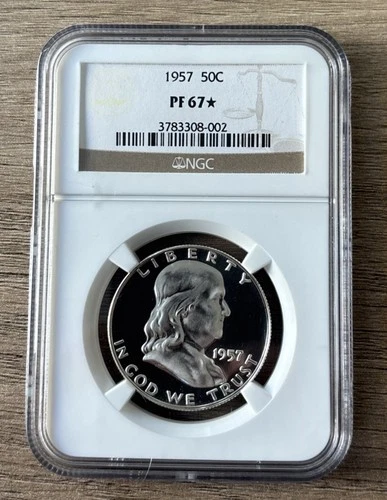 1957 50C
PF 67★
3783308-002
NGC
LIBERTY
1957
IN GOD WE TRUST